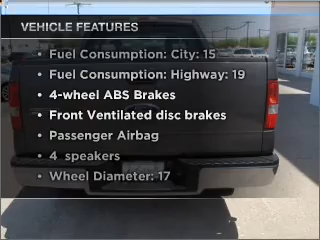 VEHICLE FEATURES
• Fuel Consumption: City: 15
• Fuel Consumption: Highway: 19
• 4-wheel ABS Brakes
• Front Ventilated disc brakes
• Passenger Airbag
• 4 speakers
• Wheel Diameter: 17